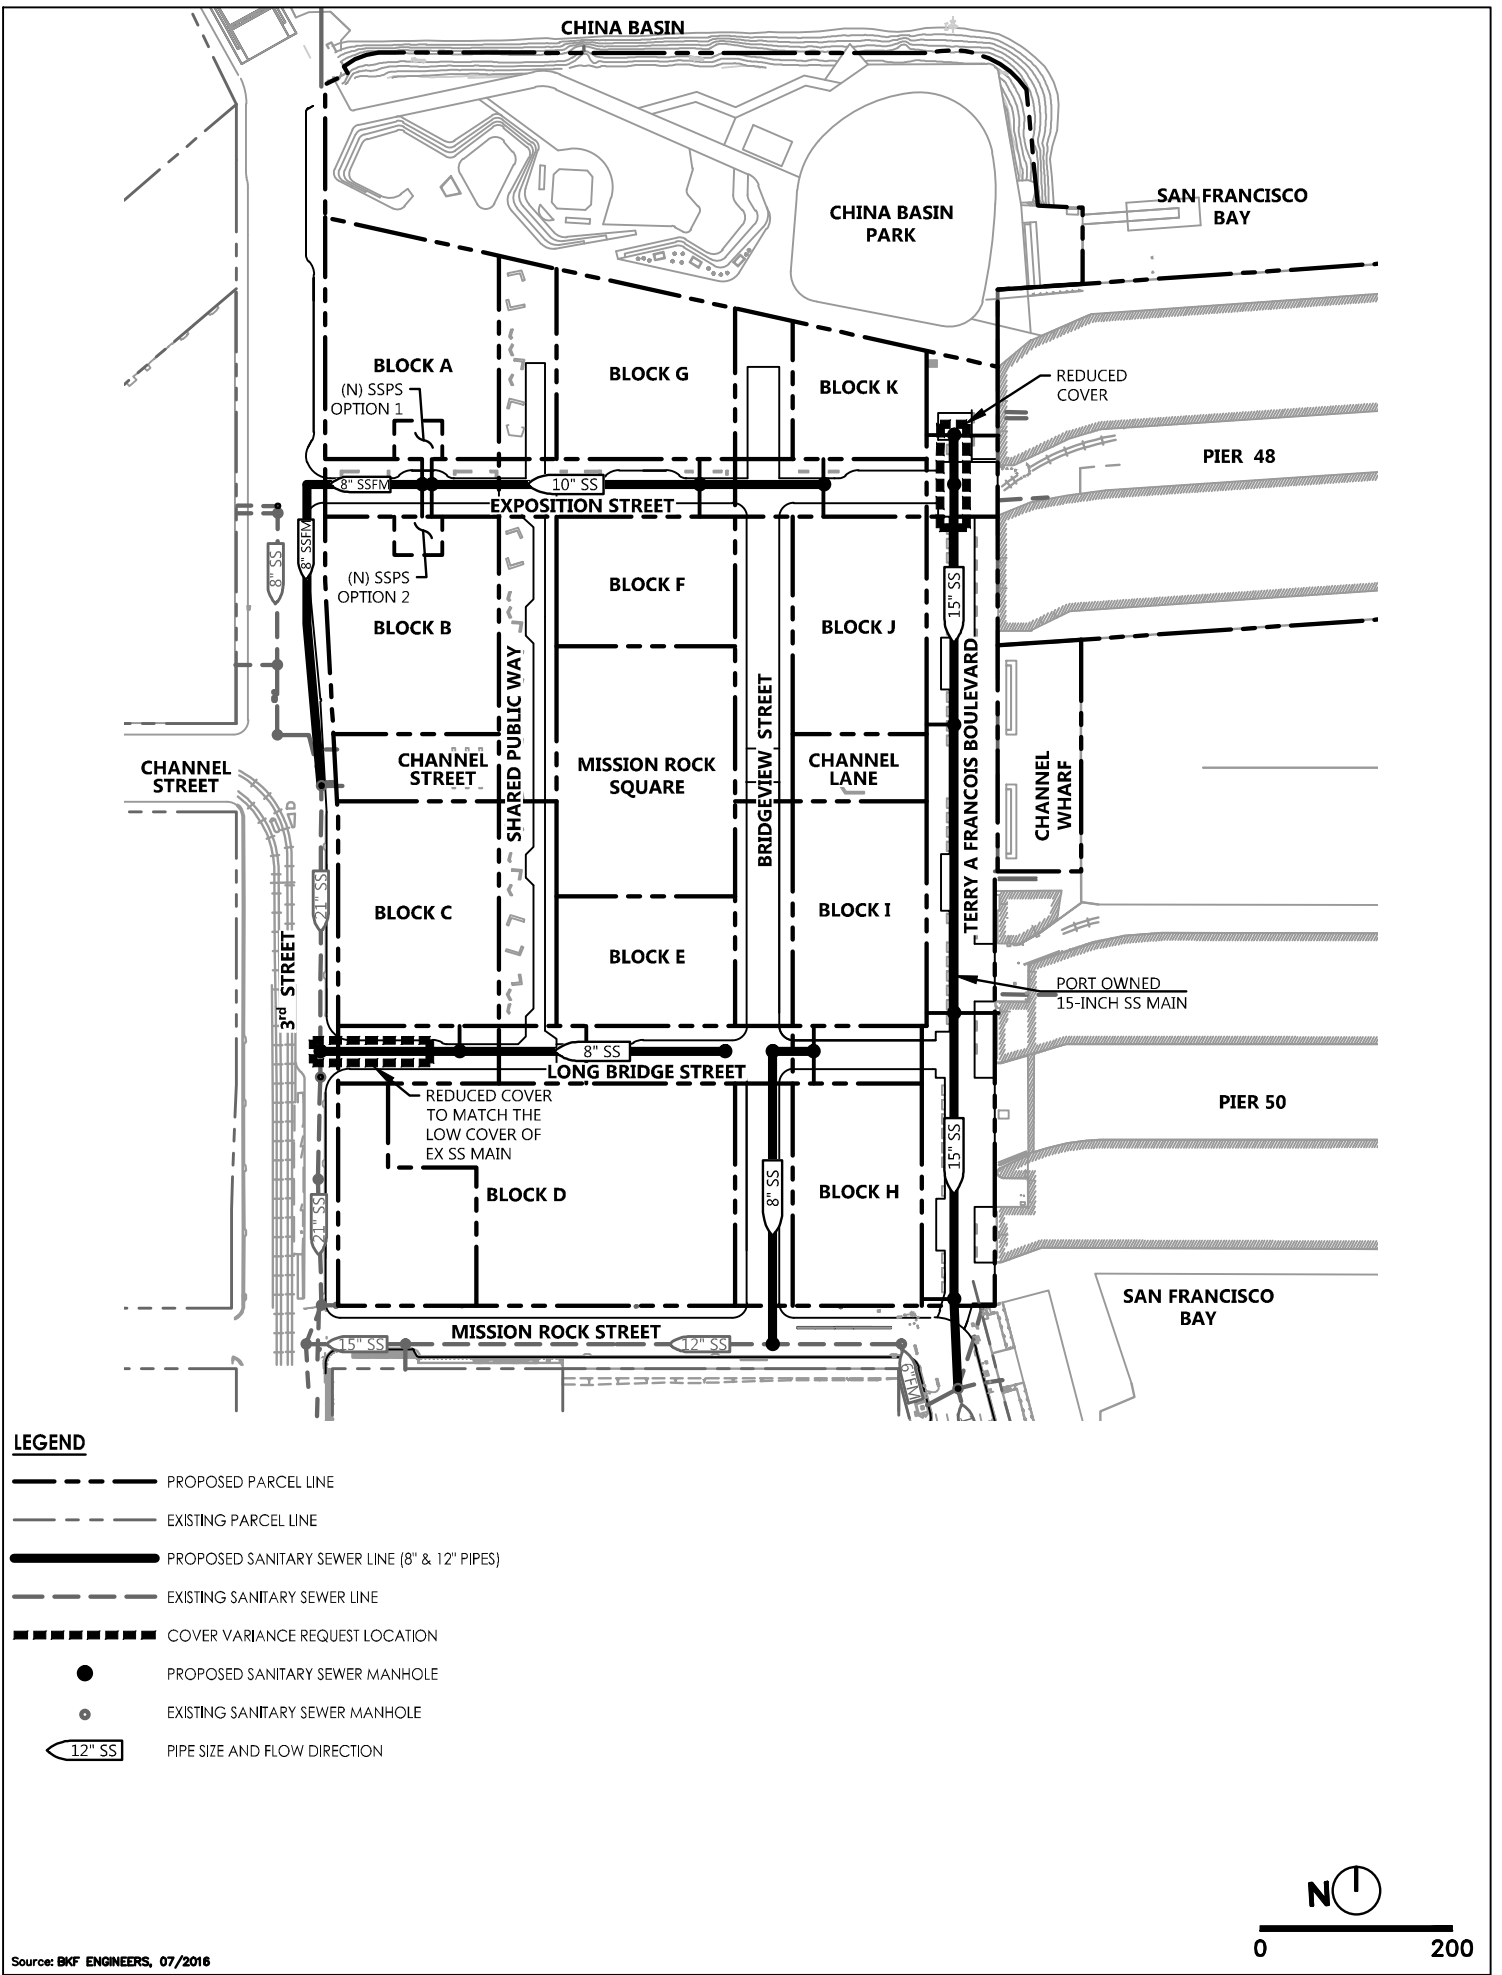 CHINA BASIN
SAN FRANCISCO
BAY
CHINA BASIN
PARK
BLOCK A
BLOCK G
BLOCK K
(N) SSPS
OPTION 1
REDUCED
COVER
PIER 48
8" SSFM
10" SS
EXPOSITION STREET
8" SSFM
8" SS
(N) SSPS
OPTION 2
BLOCK B
BLOCK F
BLOCK J
15" SS
SHARED PUBLIC WAY
BRIDGEVIEW STREET
TERRY A FRANCOIS BOULEVARD
CHANNEL
STREET
CHANNEL
STREET
MISSION ROCK
SQUARE
CHANNEL
LANE
CHANNEL
WHARF
21" SS
BLOCK C
BLOCK I
BLOCK E
3rd STREET
PORT OWNED
15-INCH SS MAIN
8" SS
LONG BRIDGE STREET
REDUCED COVER
TO MATCH THE
LOW COVER OF
EX SS MAIN
PIER 50
15" SS
8" SS
21" SS
BLOCK D
BLOCK H
SAN FRANCISCO
BAY
MISSION ROCK STREET
15" SS
12" SS
6"FM
LEGEND
PROPOSED PARCEL LINE
EXISTING PARCEL LINE
PROPOSED SANITARY SEWER LINE (8" & 12" PIPES)
EXISTING SANITARY SEWER LINE
COVER VARIANCE REQUEST LOCATION
PROPOSED SANITARY SEWER MANHOLE
EXISTING SANITARY SEWER MANHOLE
12" SS
PIPE SIZE AND FLOW DIRECTION
N
0 200
Source: BKF ENGINEERS, 07/2016